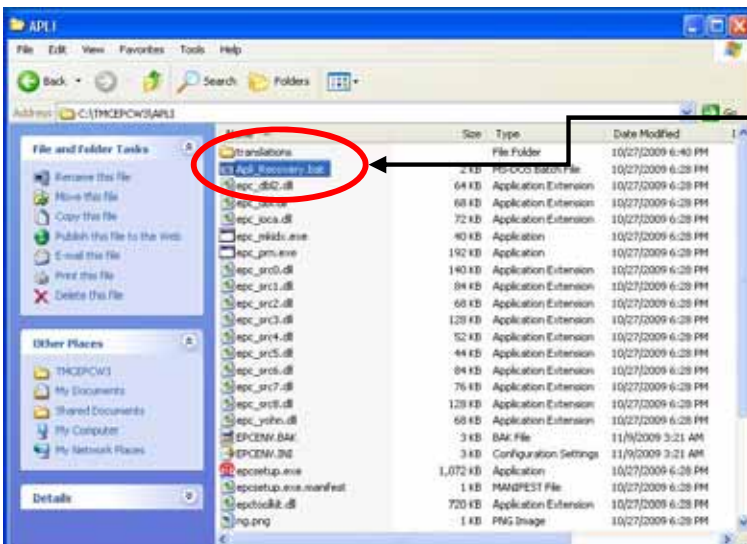 APLI
File Edit View Favorites Tools Help
Back Search Folders
Address C:\TMCEPCW3\APLI Go
Name Size Type Date Modified
File and Folder Tasks
Rename this file
Move this file
Copy this file
Publish this file to the Web
E-mail this file
Print this file
Delete this file
Other Places
TMCEPCW3
My Documents
Shared Documents
My Computer
My Network Places
Details
translations File Folder 10/27/2009 6:40 PM
Apli_Recovery.bat 2 KB MS-DOS Batch File 10/27/2009 6:28 PM
epc_dbl2.dll 64 KB Application Extension 10/27/2009 6:28 PM
68 KB Application Extension 10/27/2009 6:28 PM
epc_ioca.dll 72 KB Application Extension 10/27/2009 6:28 PM
epc_mkidx.exe 40 KB Application 10/27/2009 6:28 PM
epc_prm.exe 192 KB Application 10/27/2009 6:28 PM
epc_src0.dll 140 KB Application Extension 10/27/2009 6:28 PM
epc_src1.dll 84 KB Application Extension 10/27/2009 6:28 PM
epc_src2.dll 68 KB Application Extension 10/27/2009 6:28 PM
epc_src3.dll 128 KB Application Extension 10/27/2009 6:28 PM
epc_src4.dll 52 KB Application Extension 10/27/2009 6:28 PM
epc_src5.dll 44 KB Application Extension 10/27/2009 6:28 PM
epc_src6.dll 84 KB Application Extension 10/27/2009 6:28 PM
epc_src7.dll 76 KB Application Extension 10/27/2009 6:28 PM
epc_src8.dll 128 KB Application Extension 10/27/2009 6:28 PM
epc_yohn.dll 68 KB Application Extension 10/27/2009 6:28 PM
EPCENV.BAK 3 KB BAK File 11/9/2009 3:21 AM
EPCENV.INI 3 KB Configuration Settings 11/9/2009 3:21 AM
epcsetup.exe 1,072 KB Application 10/27/2009 6:28 PM
epcsetup.exe.manifest 1 KB MANIFEST File 10/27/2009 6:28 PM
epctoolkit.dll 720 KB Application Extension 10/27/2009 6:28 PM
ing.png 1 KB PNG Image 10/27/2009 6:28 PM